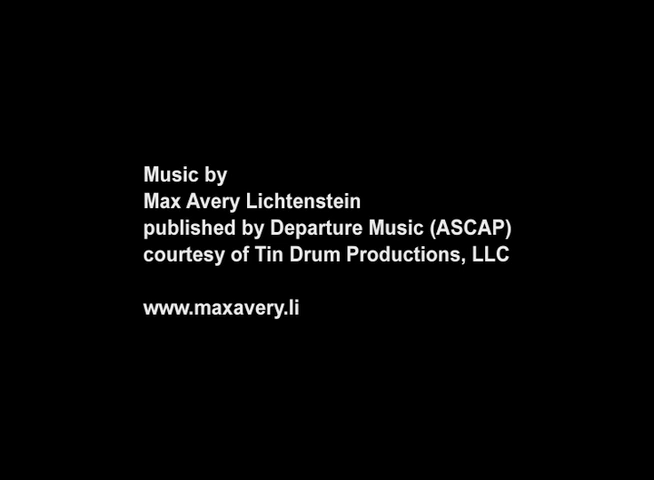 Music by
Max Avery Lichtenstein
published by Departure Music (ASCAP)
courtesy of Tin Drum Productions, LLC
www.maxavery.li